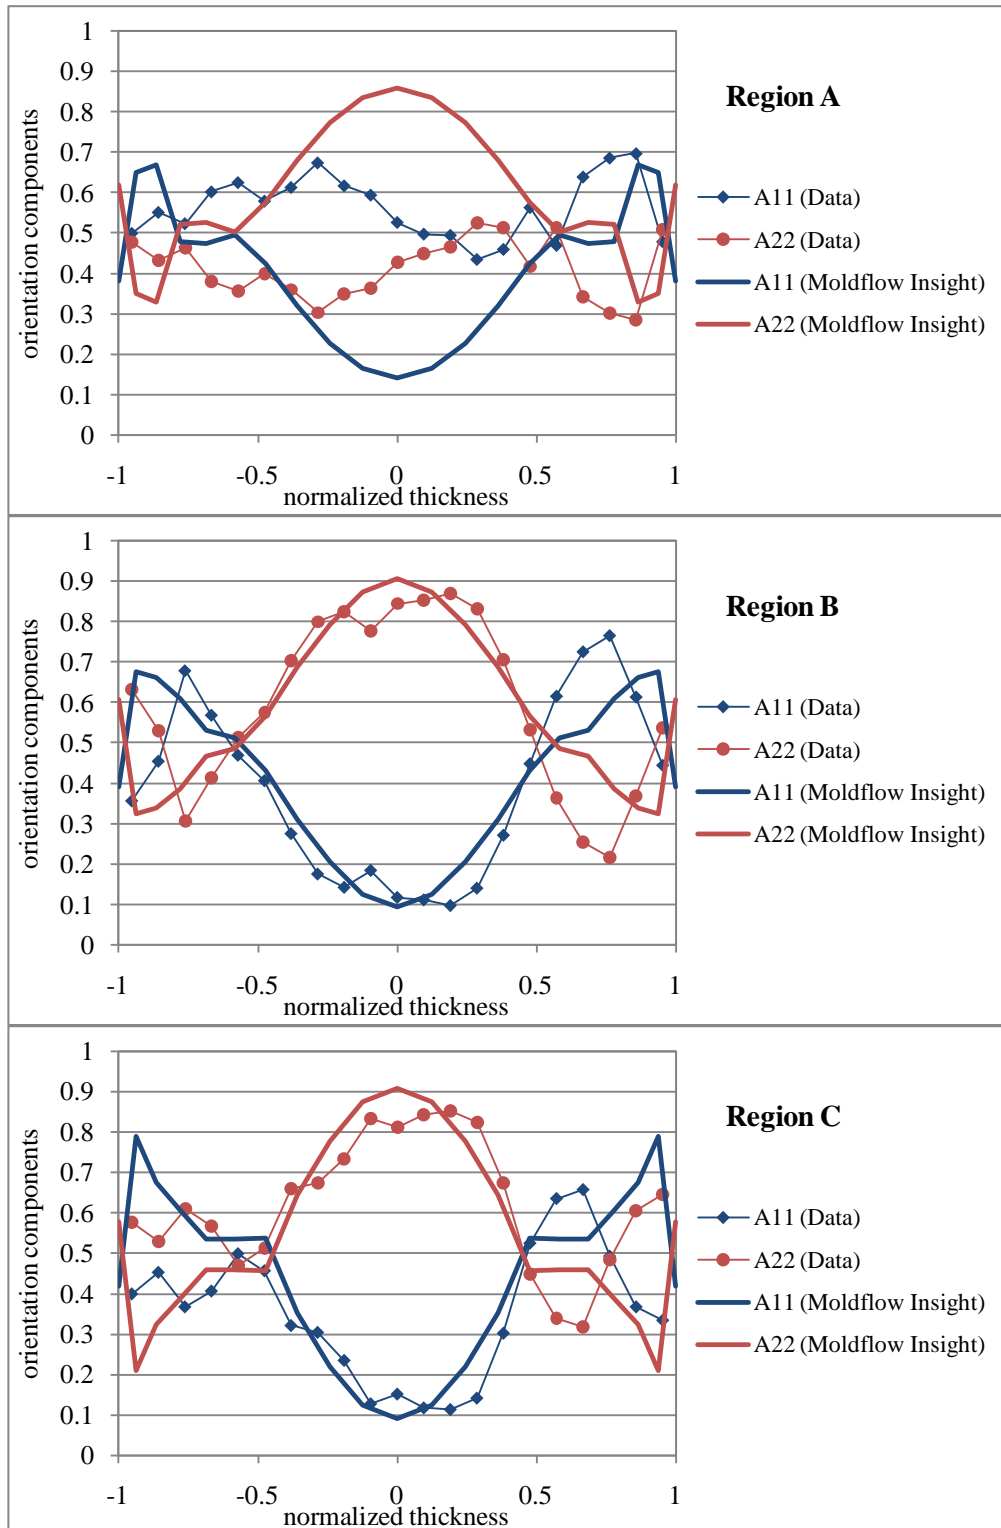 1
0.9
0.8
0.7
0.6
0.5
0.4
0.3
0.2
0.1
0
orientation components
-1
-0.5
0
0.5
1
normalized thickness
Region A
A11 (Data)
A22 (Data)
A11 (Moldflow Insight)
A22 (Moldflow Insight)
1
0.9
0.8
0.7
0.6
0.5
0.4
0.3
0.2
0.1
0
orientation components
-1
-0.5
0
0.5
1
normalized thickness
Region B
A11 (Data)
A22 (Data)
A11 (Moldflow Insight)
A22 (Moldflow Insight)
1
0.9
0.8
0.7
0.6
0.5
0.4
0.3
0.2
0.1
0
orientation components
-1
-0.5
0
0.5
1
normalized thickness
Region C
A11 (Data)
A22 (Data)
A11 (Moldflow Insight)
A22 (Moldflow Insight)